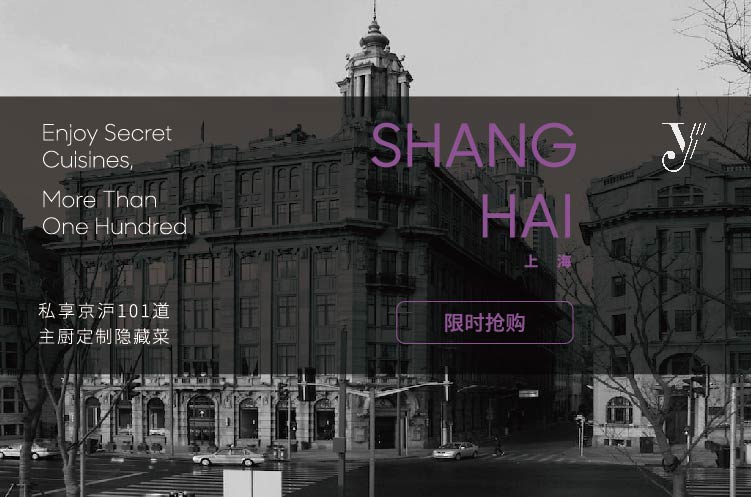 Enjoy Secret
Cuisines,
More Than
One Hundred
私享京沪101道
主厨定制隐藏菜
SHANG
HAI
上 海
限时抢购
y